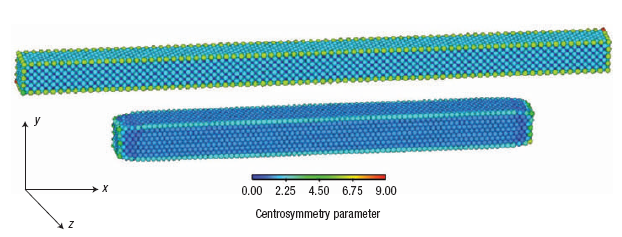 y
x
z
0.00 2.25 4.50 6.75 9.00
Centrosymmetry parameter